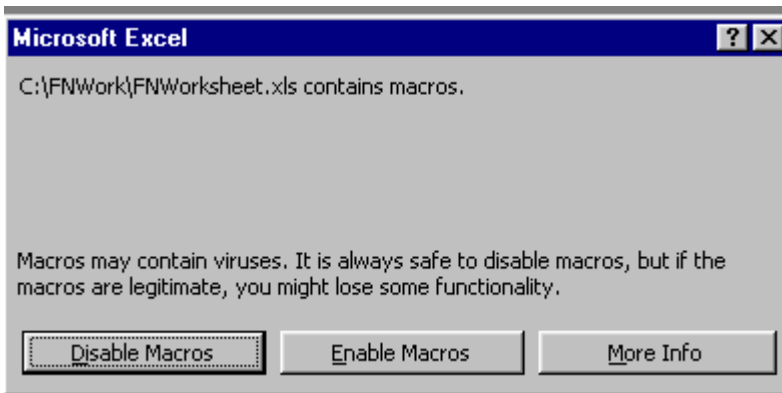 Microsoft Excel
C:\FNWork\FNWorksheet.xls contains macros.
Macros may contain viruses. It is always safe to disable macros, but if the
macros are legitimate, you might lose some functionality.
Disable Macros Enable Macros More Info